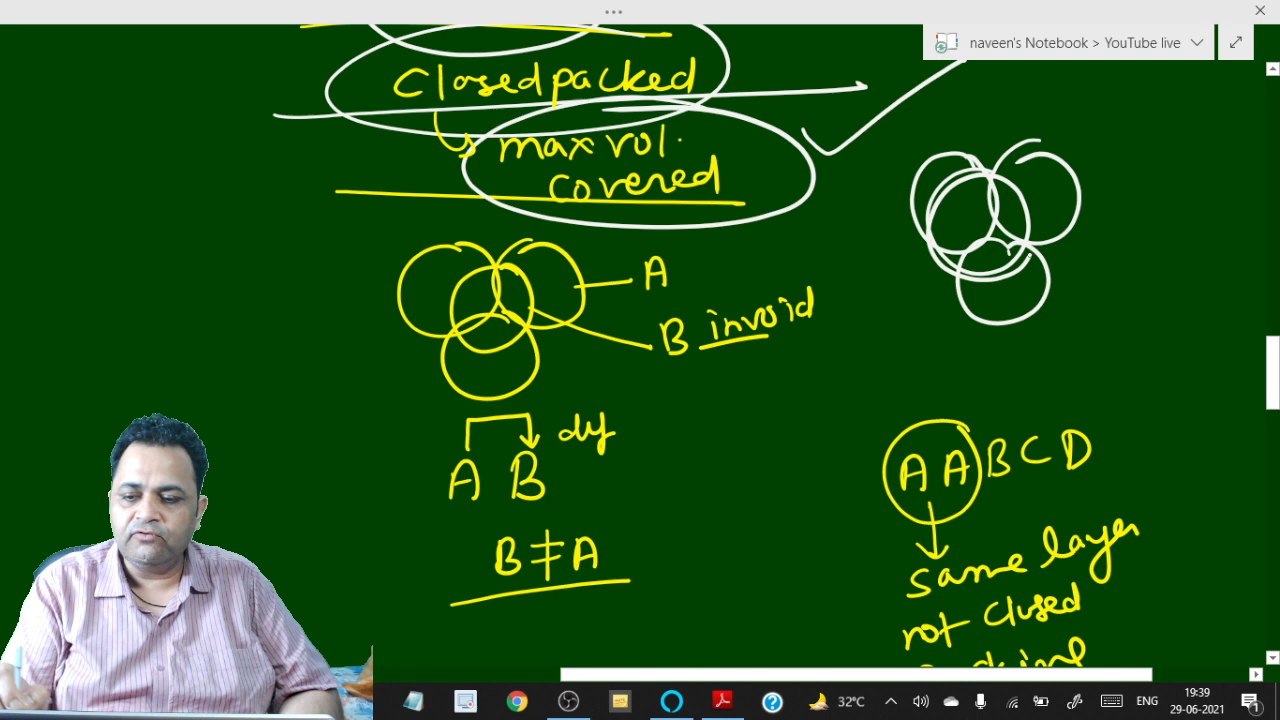 naveen's Notebook > YouTube live
Closed packed
max vol.
covered
A
B invoid
dif
A B
B ≠ A
A A B C D
same layer
not closed
32°C
ENG
19:39
29-06-2021
1